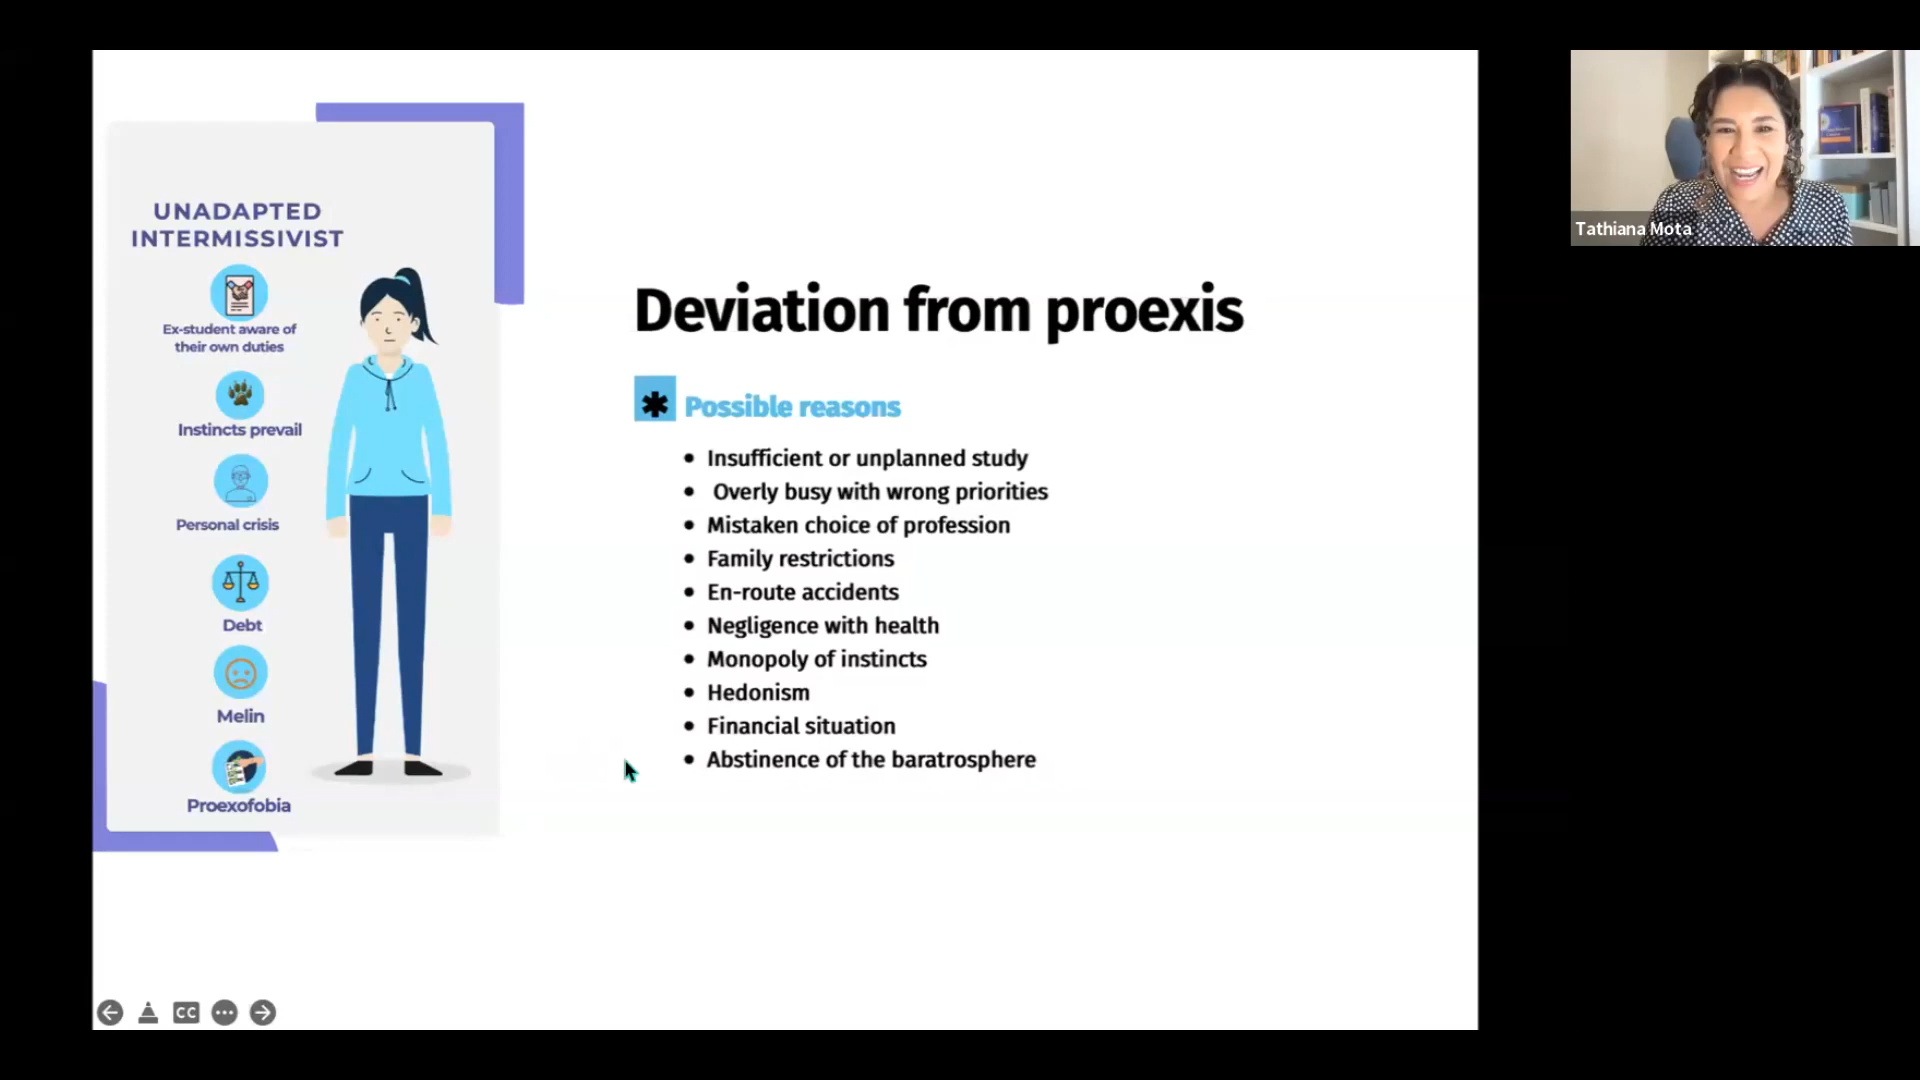 UNADAPTED
INTERMISSIVIST
Ex-student aware of
their own duties
Instincts prevail
Personal crisis
Debt
Melin
Proexofobia
Deviation from proexis
* Possible reasons
• Insufficient or unplanned study
• Overly busy with wrong priorities
• Mistaken choice of profession
• Family restrictions
• En-route accidents
• Negligence with health
• Monopoly of instincts
• Hedonism
• Financial situation
• Abstinence of the baratrosphere
CC
Tathiana Mota